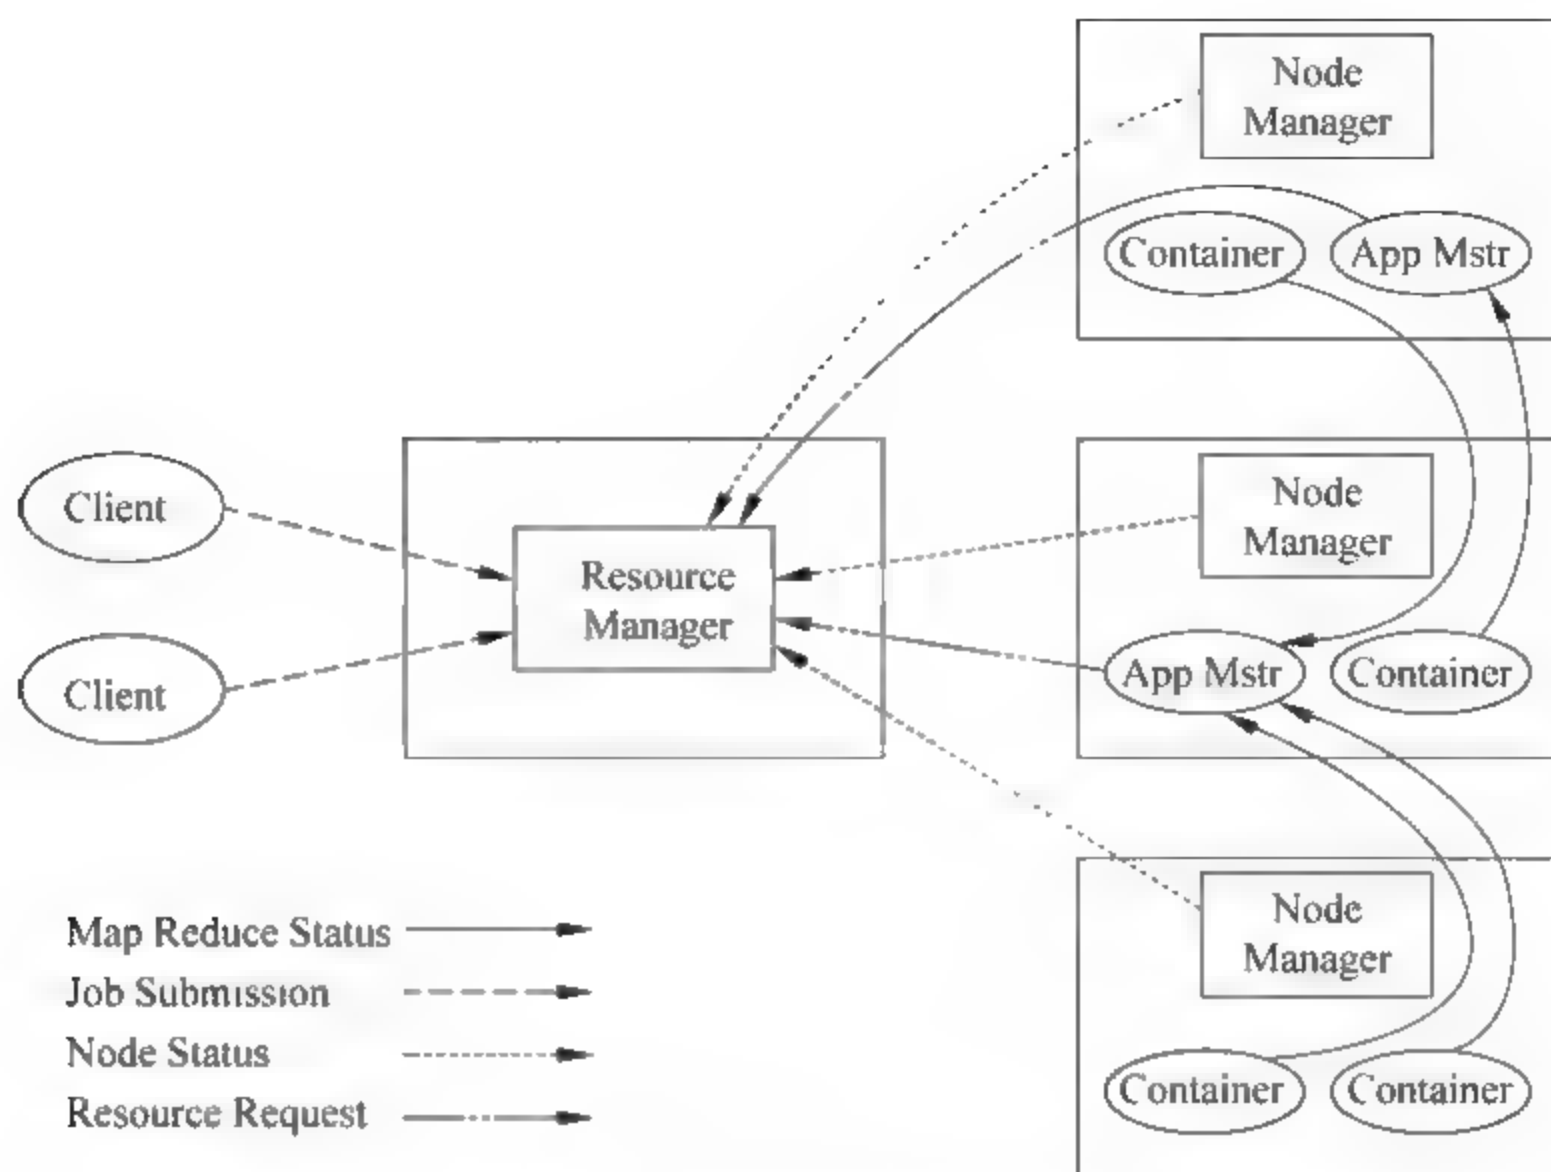 Node
Manager
Container
App Mstr
Client
Client
Resource
Manager
Node
Manager
App Mstr
Container
Node
Manager
Container
Container
Map Reduce Status
Job Submission
Node Status
Resource Request